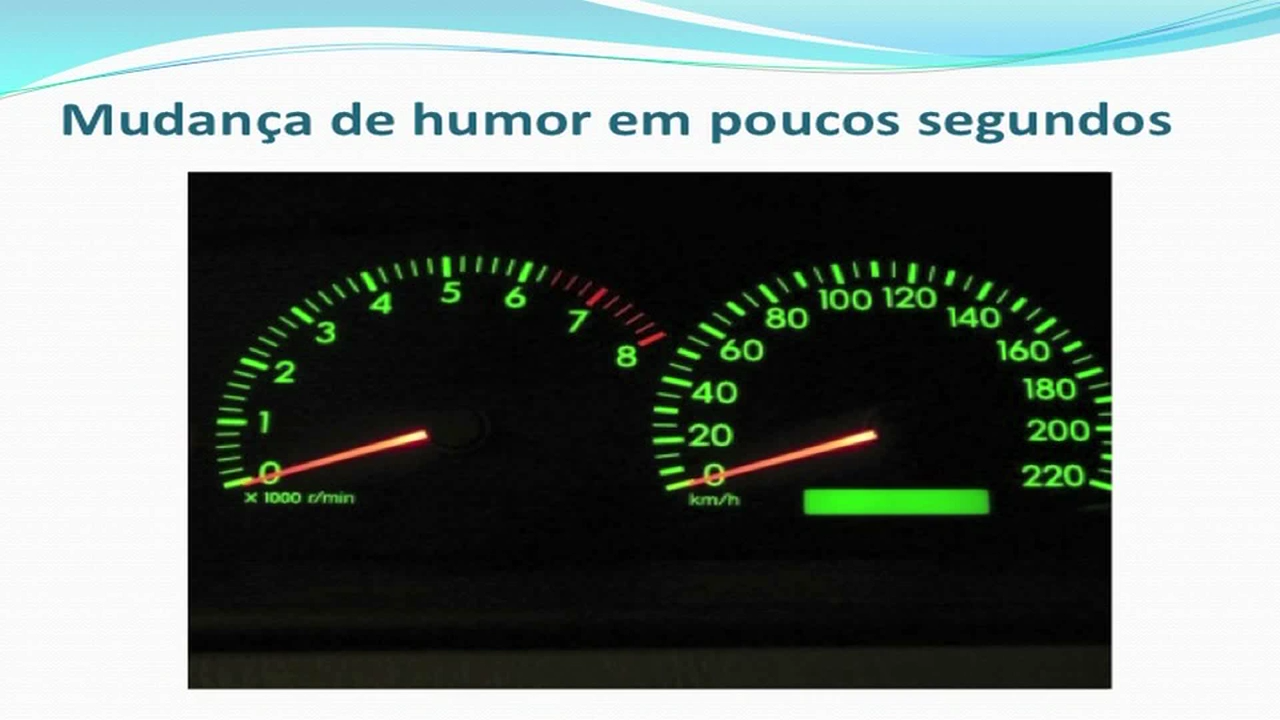 Mudança de humor em poucos segundos
0 1 2 3 4 5 6 7 8
x 1000 r/min
0 20 40 60 80 100 120 140 160 180 200 220
km/h